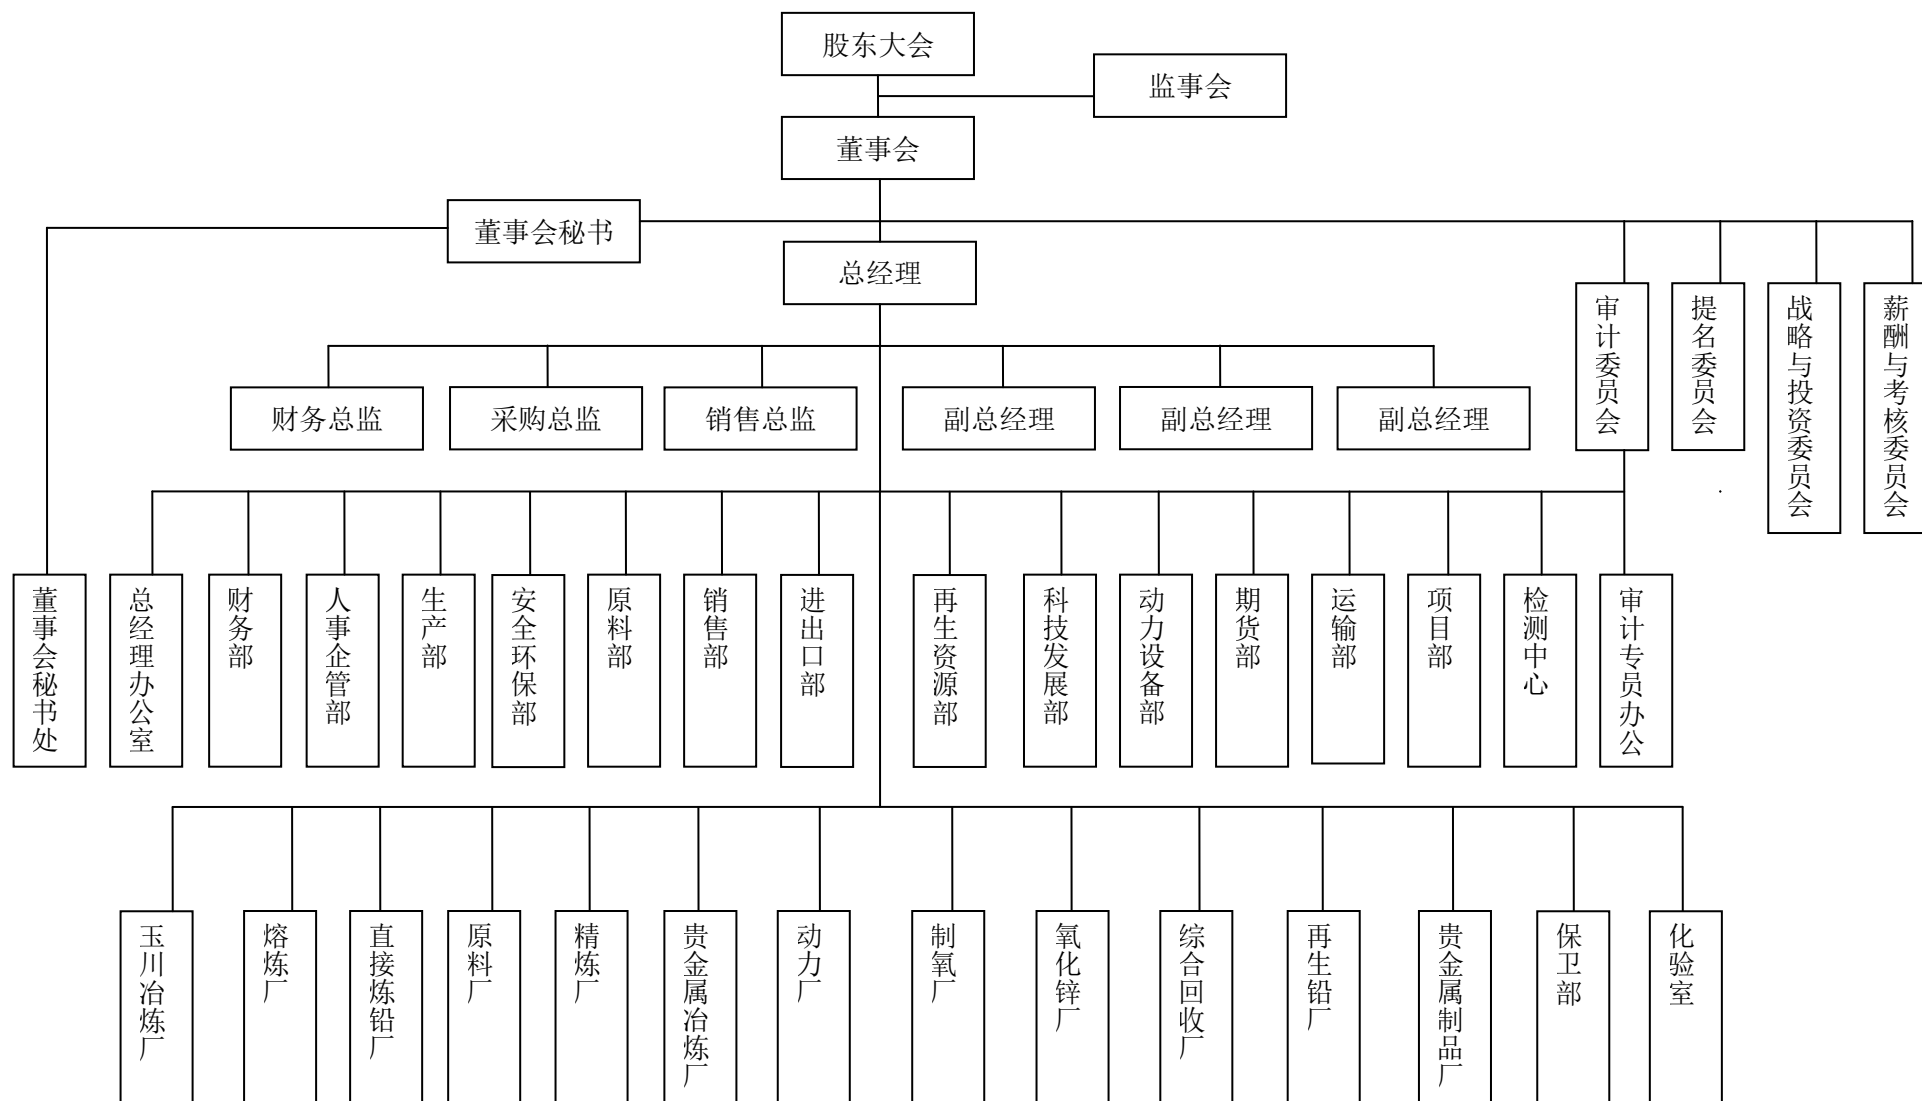 股东大会
监事会
董事会
董事会秘书
总经理
审计委员会
提名委员会
战略与投资委员会
薪酬与考核委员会
财务总监
采购总监
销售总监
副总经理
副总经理
副总经理
董事会秘书处
总经理办公室
财务部
人事企管部
生产部
安全环保部
原料部
销售部
进出口部
再生资源部
科技发展部
动力设备部
期货部
运输部
项目部
检测中心
审计专员办公
玉川冶炼厂
熔炼厂
直接炼铅厂
原料厂
精炼厂
贵金属冶炼厂
动力厂
制氧厂
氧化锌厂
综合回收厂
再生铅厂
贵金属制品厂
保卫部
化验室